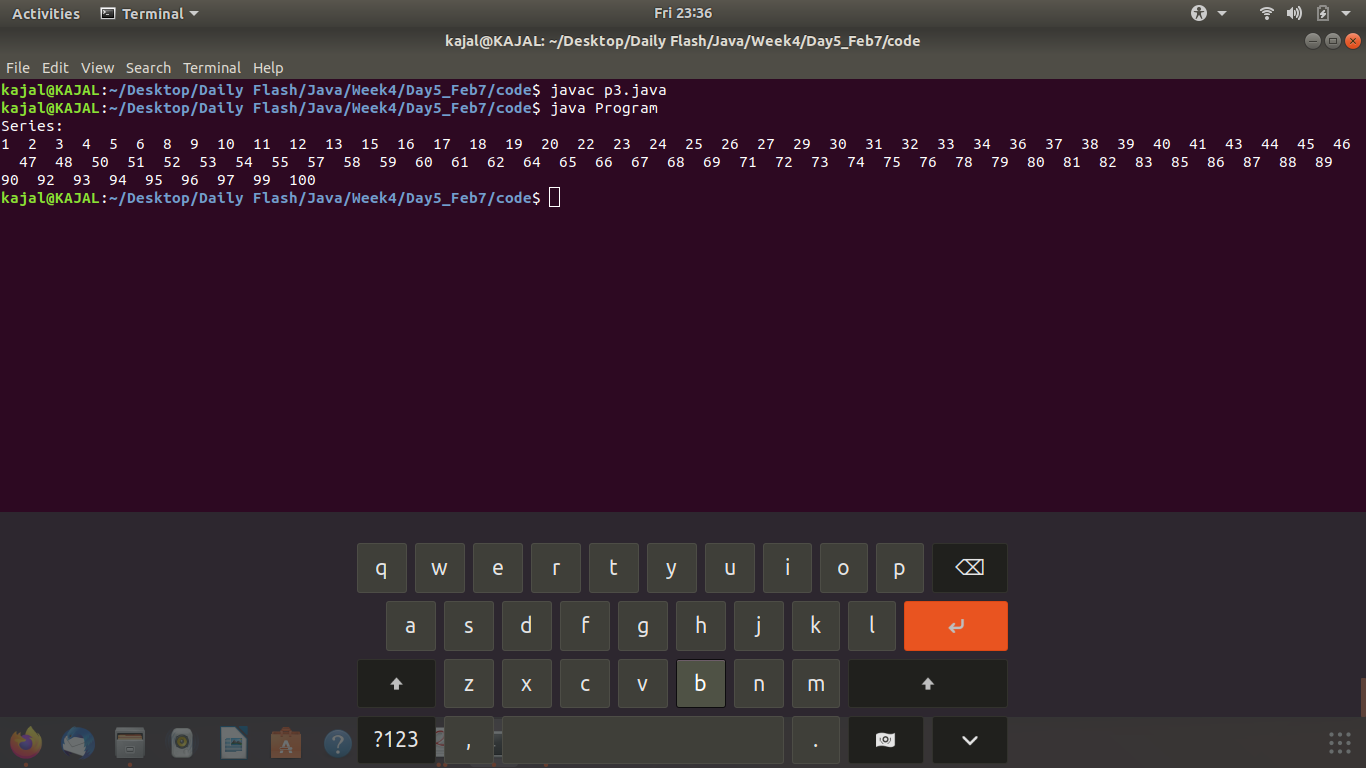 Activities Terminal Fri 23:36
kajal@KAJAL: ~/Desktop/Daily Flash/Java/Week4/Day5_Feb7/code
File Edit View Search Terminal Help
kajal@KAJAL:~/Desktop/Daily Flash/Java/Week4/Day5_Feb7/code$ javac p3.java
kajal@KAJAL:~/Desktop/Daily Flash/Java/Week4/Day5_Feb7/code$ java Program
Series:
1 2 3 4 5 6 8 9 10 11 12 13 15 16 17 18 19 20 22 23 24 25 26 27 29 30 31 32 33 34 36 37 38 39 40 41 43 44 45 46
47 48 50 51 52 53 54 55 57 58 59 60 61 62 64 65 66 67 68 69 71 72 73 74 75 76 78 79 80 81 82 83 85 86 87 88 89
90 92 93 94 95 96 97 99 100
kajal@KAJAL:~/Desktop/Daily Flash/Java/Week4/Day5_Feb7/code$
q w e r t y u i o p
a s d f g h j k l
z x c v b n m
?123 , .